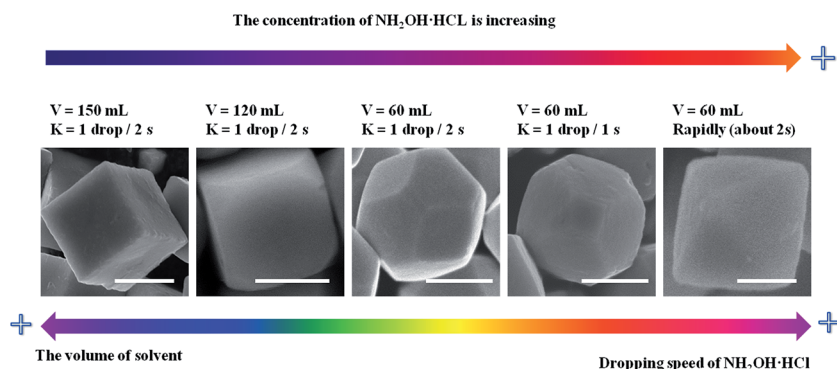 The concentration of NH₂OH·HCL is increasing
V = 150 mL
K = 1 drop / 2 s
V = 120 mL
K = 1 drop / 2 s
V = 60 mL
K = 1 drop / 2 s
V = 60 mL
K = 1 drop / 1 s
V = 60 mL
Rapidly (about 2s)
The volume of solvent
Dropping speed of NH₂OH·HCl